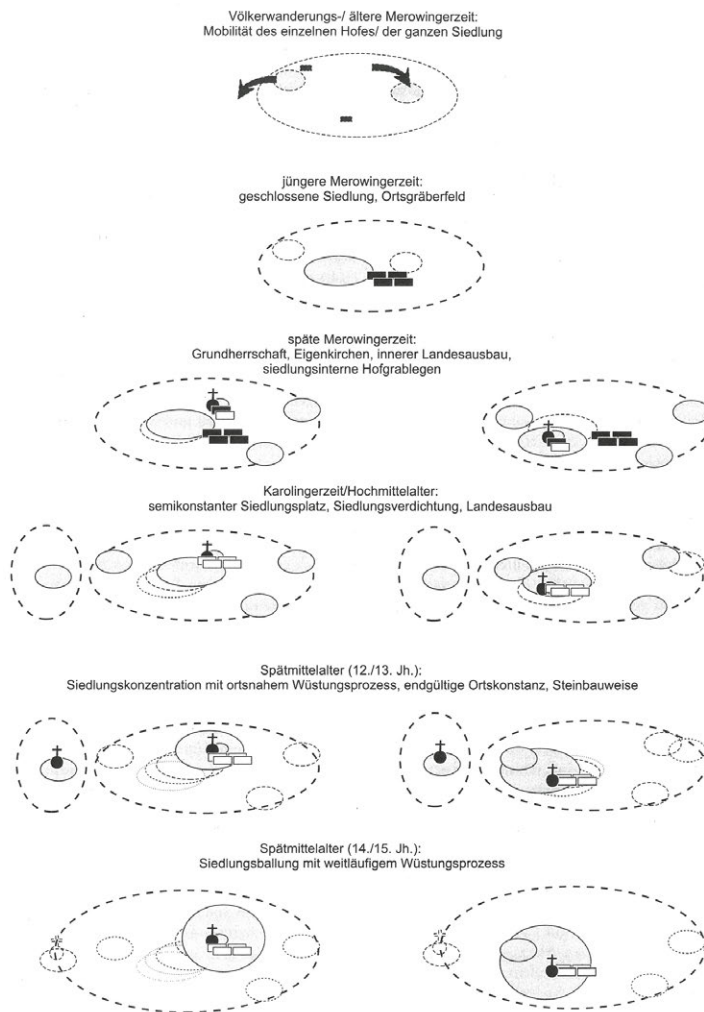 Völkerwanderungs-/ ältere Merowingerzeit:
Mobilität des einzelnen Hofes/ der ganzen Siedlung
jüngere Merowingerzeit:
geschlossene Siedlung, Ortsgräberfeld
späte Merowingerzeit:
Grundherrschaft, Eigenkirchen, innerer Landesausbau,
siedlungsinterne Hofgrablegen
Karolingerzeit/Hochmittelalter:
semikonstanter Siedlungsplatz, Siedlungsverdichtung, Landesausbau
Spätmittelalter (12./13. Jh.):
Siedlungskonzentration mit ortsnahem Wüstungsprozess, endgültige Ortskonstanz, Steinbauweise
Spätmittelalter (14./15. Jh.):
Siedlungsballung mit weitläufigem Wüstungsprozess